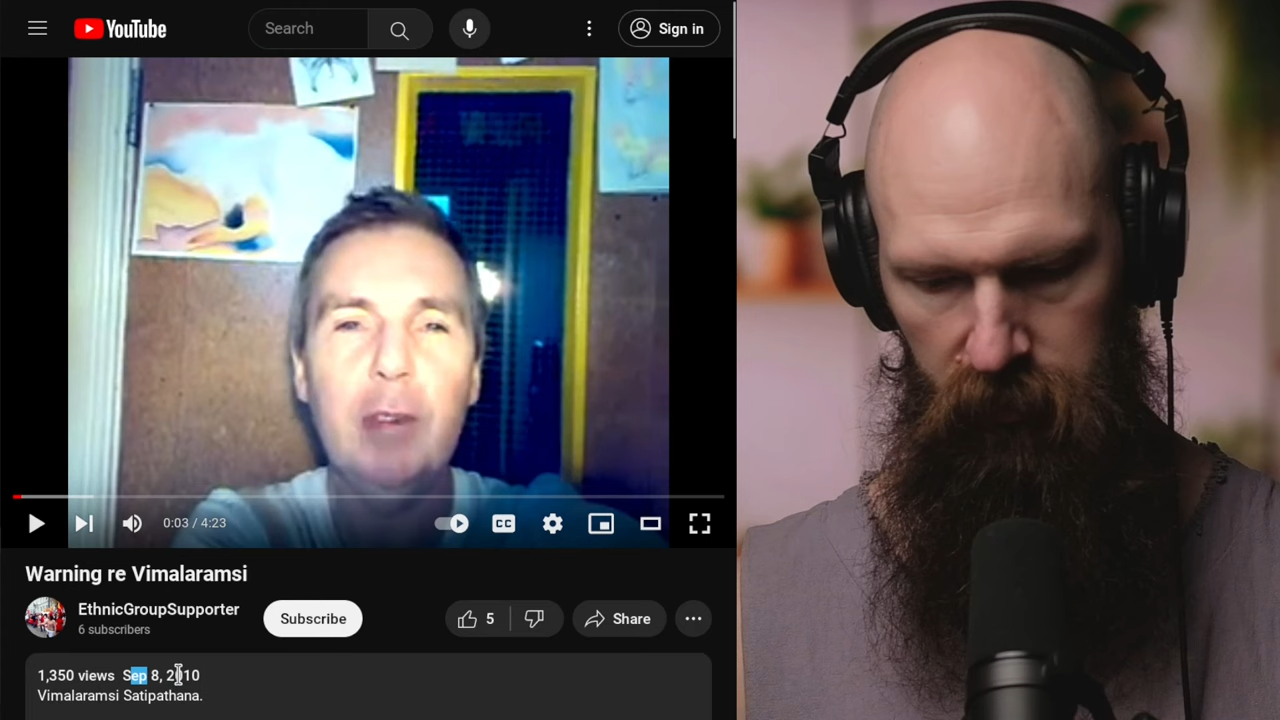 YouTube
Search
Sign in
0:03 / 4:23
CC
Warning re Vimalaramsi
EthnicGroupSupporter
6 subscribers
Subscribe
5
Share
1,350 views Sep 8, 2010
Vimalaramsi Satipathana.